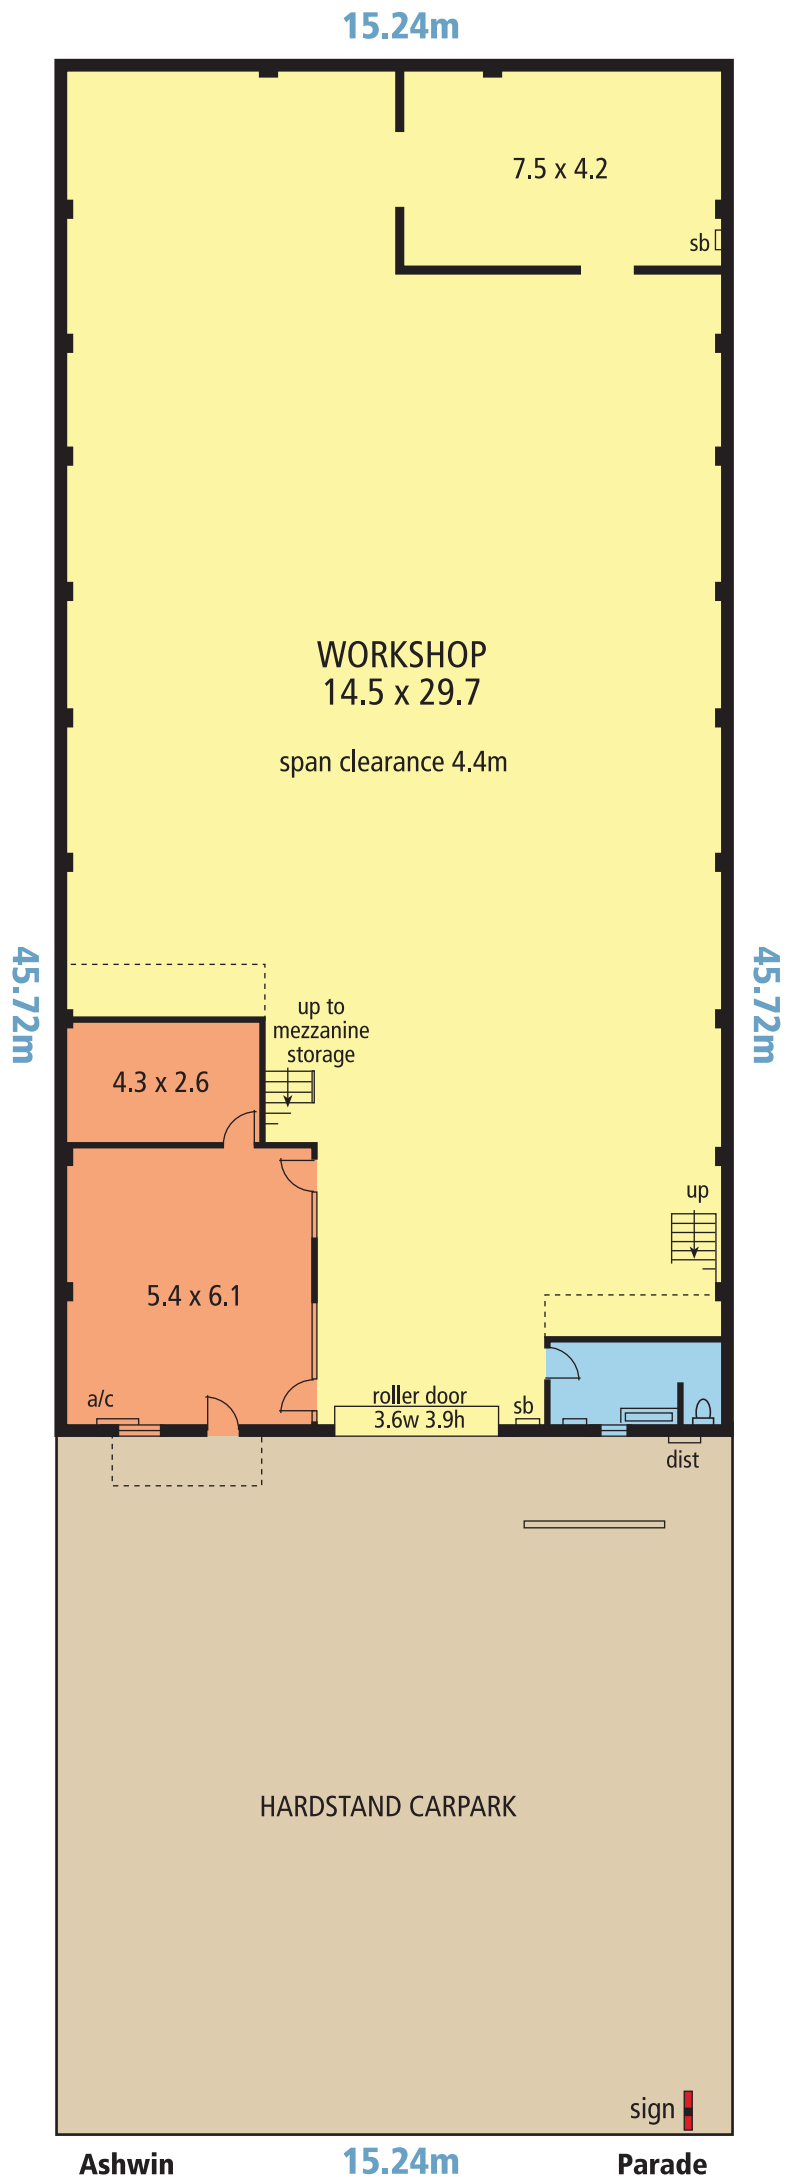 15.24m
7.5 x 4.2
sb
WORKSHOP
14.5 x 29.7
span clearance 4.4m
45.72m
45.72m
up to
mezzanine
storage
4.3 x 2.6
up
5.4 x 6.1
a/c
roller door
3.6w 3.9h
sb
dist
HARDSTAND CARPARK
sign
Ashwin
15.24m
Parade